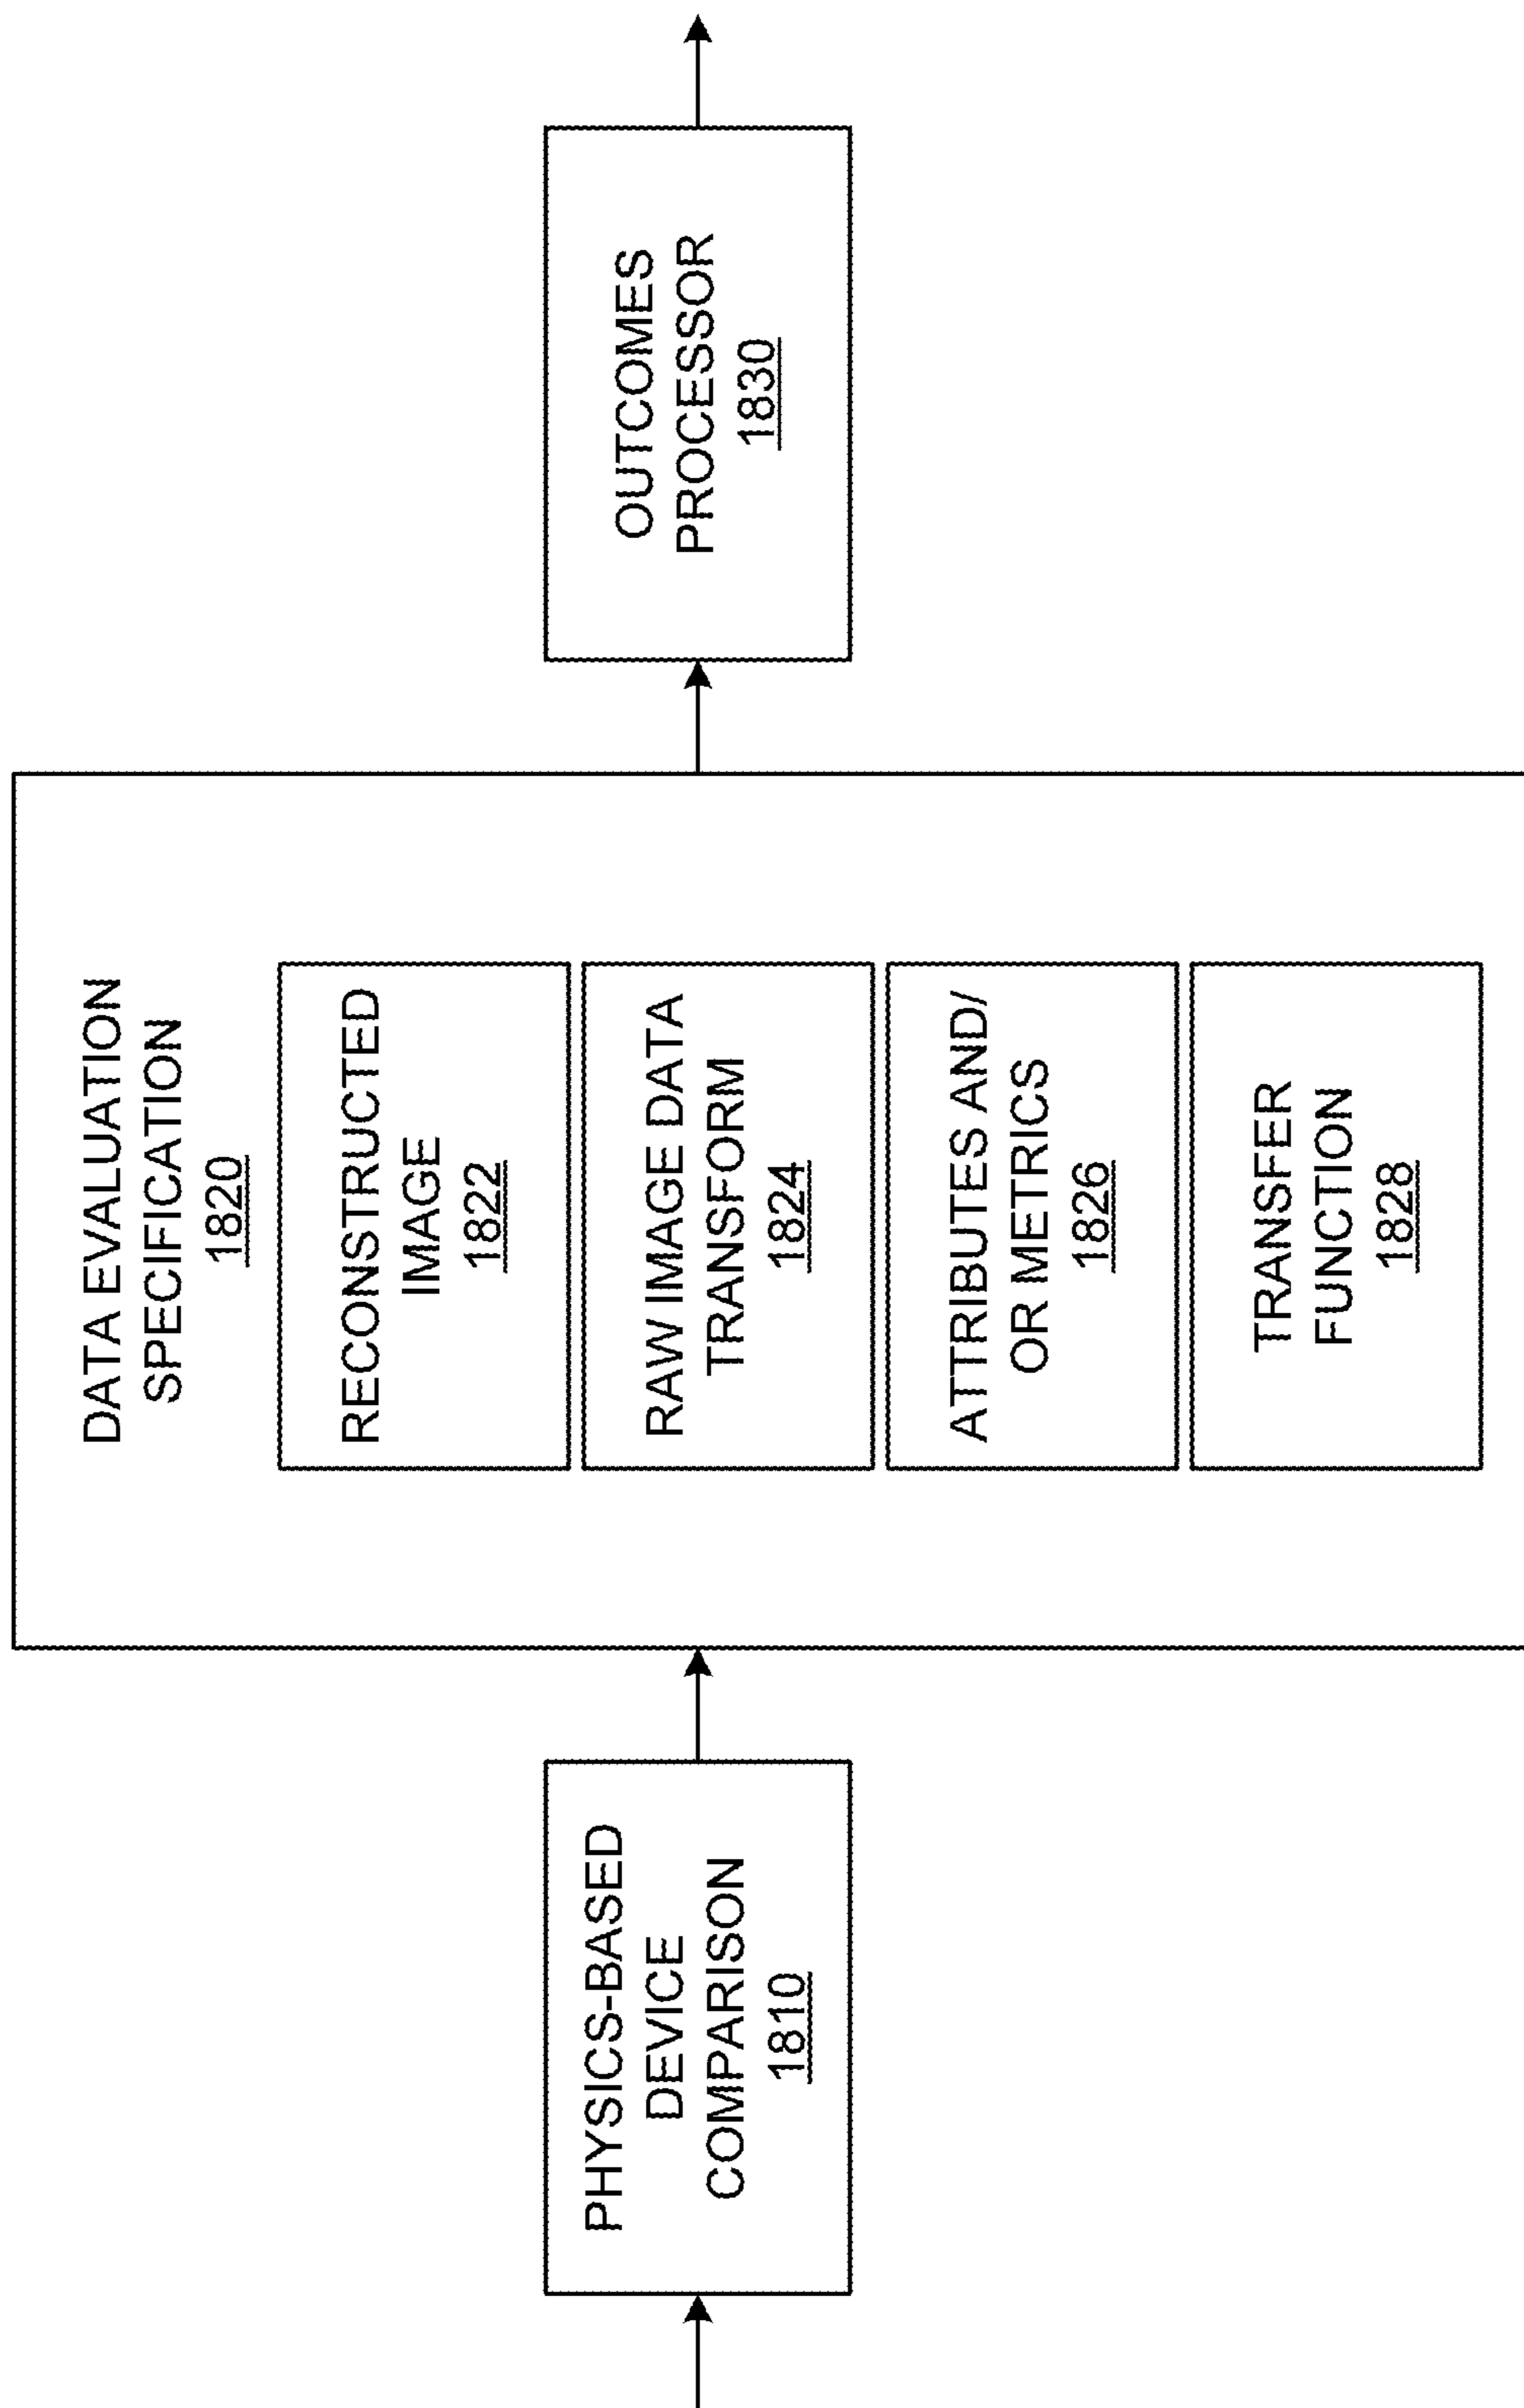 PHYSICS-BASED
DEVICE
COMPARISON
1810
DATA EVALUATION
SPECIFICATION
1820
RECONSTRUCTED
IMAGE
1822
RAW IMAGE DATA
TRANSFORM
1824
ATTRIBUTES AND/
OR METRICS
1826
TRANSFER
FUNCTION
1828
OUTCOMES
PROCESSOR
1830